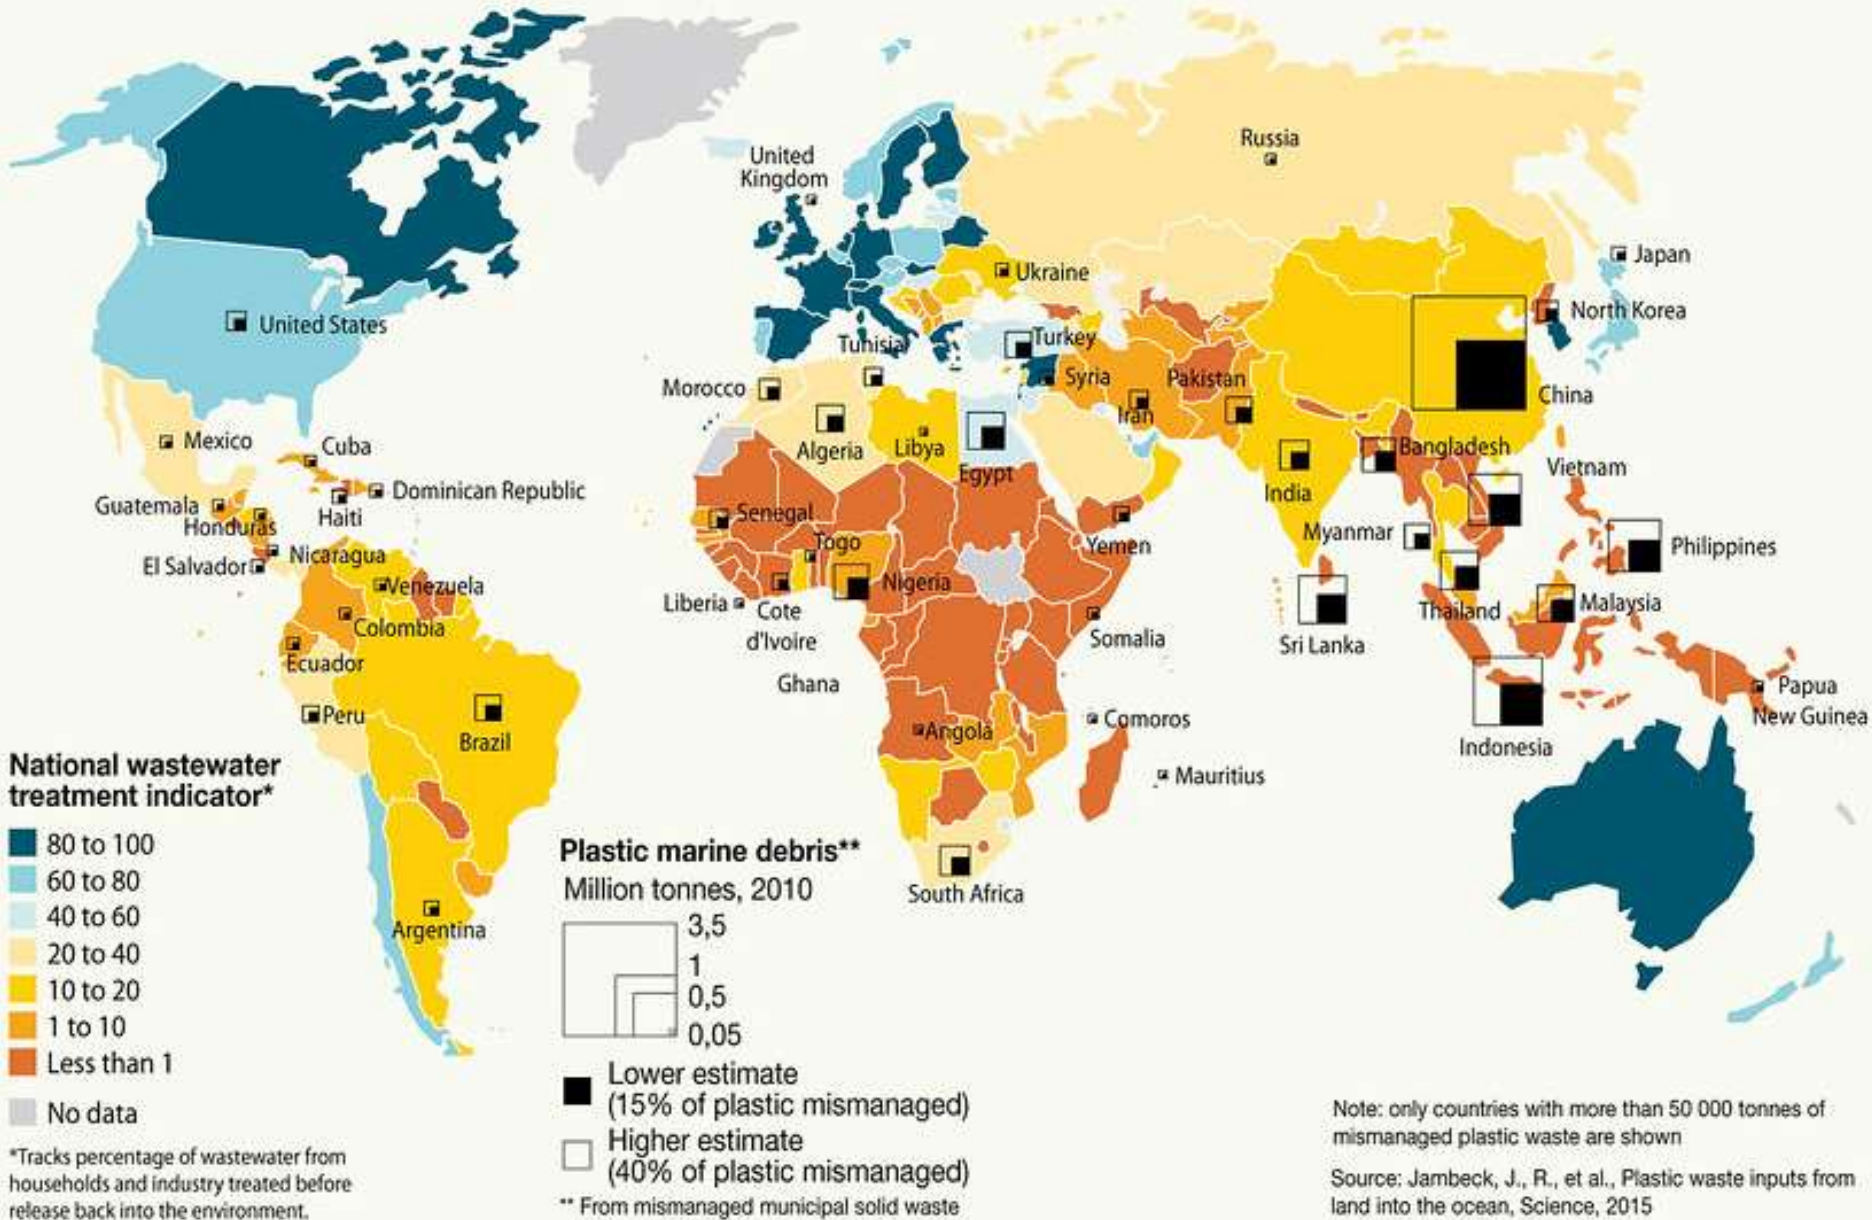 Russia
United
Kingdom
Japan
Ukraine
North Korea
United States
Turkey
Tunisia
Morocco
Syria
Pakistan
China
Iran
Mexico
Cuba
Algeria
Libya
Bangladesh
Egypt
Vietnam
Dominican Republic
India
Guatemala
Honduras
Haiti
Senegal
Myanmar
Togo
Yemen
Philippines
Nicaragua
El Salvador
Venezuela
Nigeria
Liberia
Cote
d'Ivoire
Thailand
Malaysia
Colombia
Somalia
Sri Lanka
Ecuador
Ghana
Papua
New Guinea
Peru
Angola
Comoros
Brazil
Indonesia
Mauritius
South Africa
Argentina
National wastewater
treatment indicator*
80 to 100
60 to 80
40 to 60
20 to 40
10 to 20
1 to 10
Less than 1
No data
*Tracks percentage of wastewater from
households and industry treated before
release back into the environment.
Plastic marine debris**
Million tonnes, 2010
3,5
1
0,5
0,05
Lower estimate
(15% of plastic mismanaged)
Higher estimate
(40% of plastic mismanaged)
** From mismanaged municipal solid waste
Note: only countries with more than 50 000 tonnes of
mismanaged plastic waste are shown
Source: Jambeck, J., R., et al., Plastic waste inputs from
land into the ocean, Science, 2015